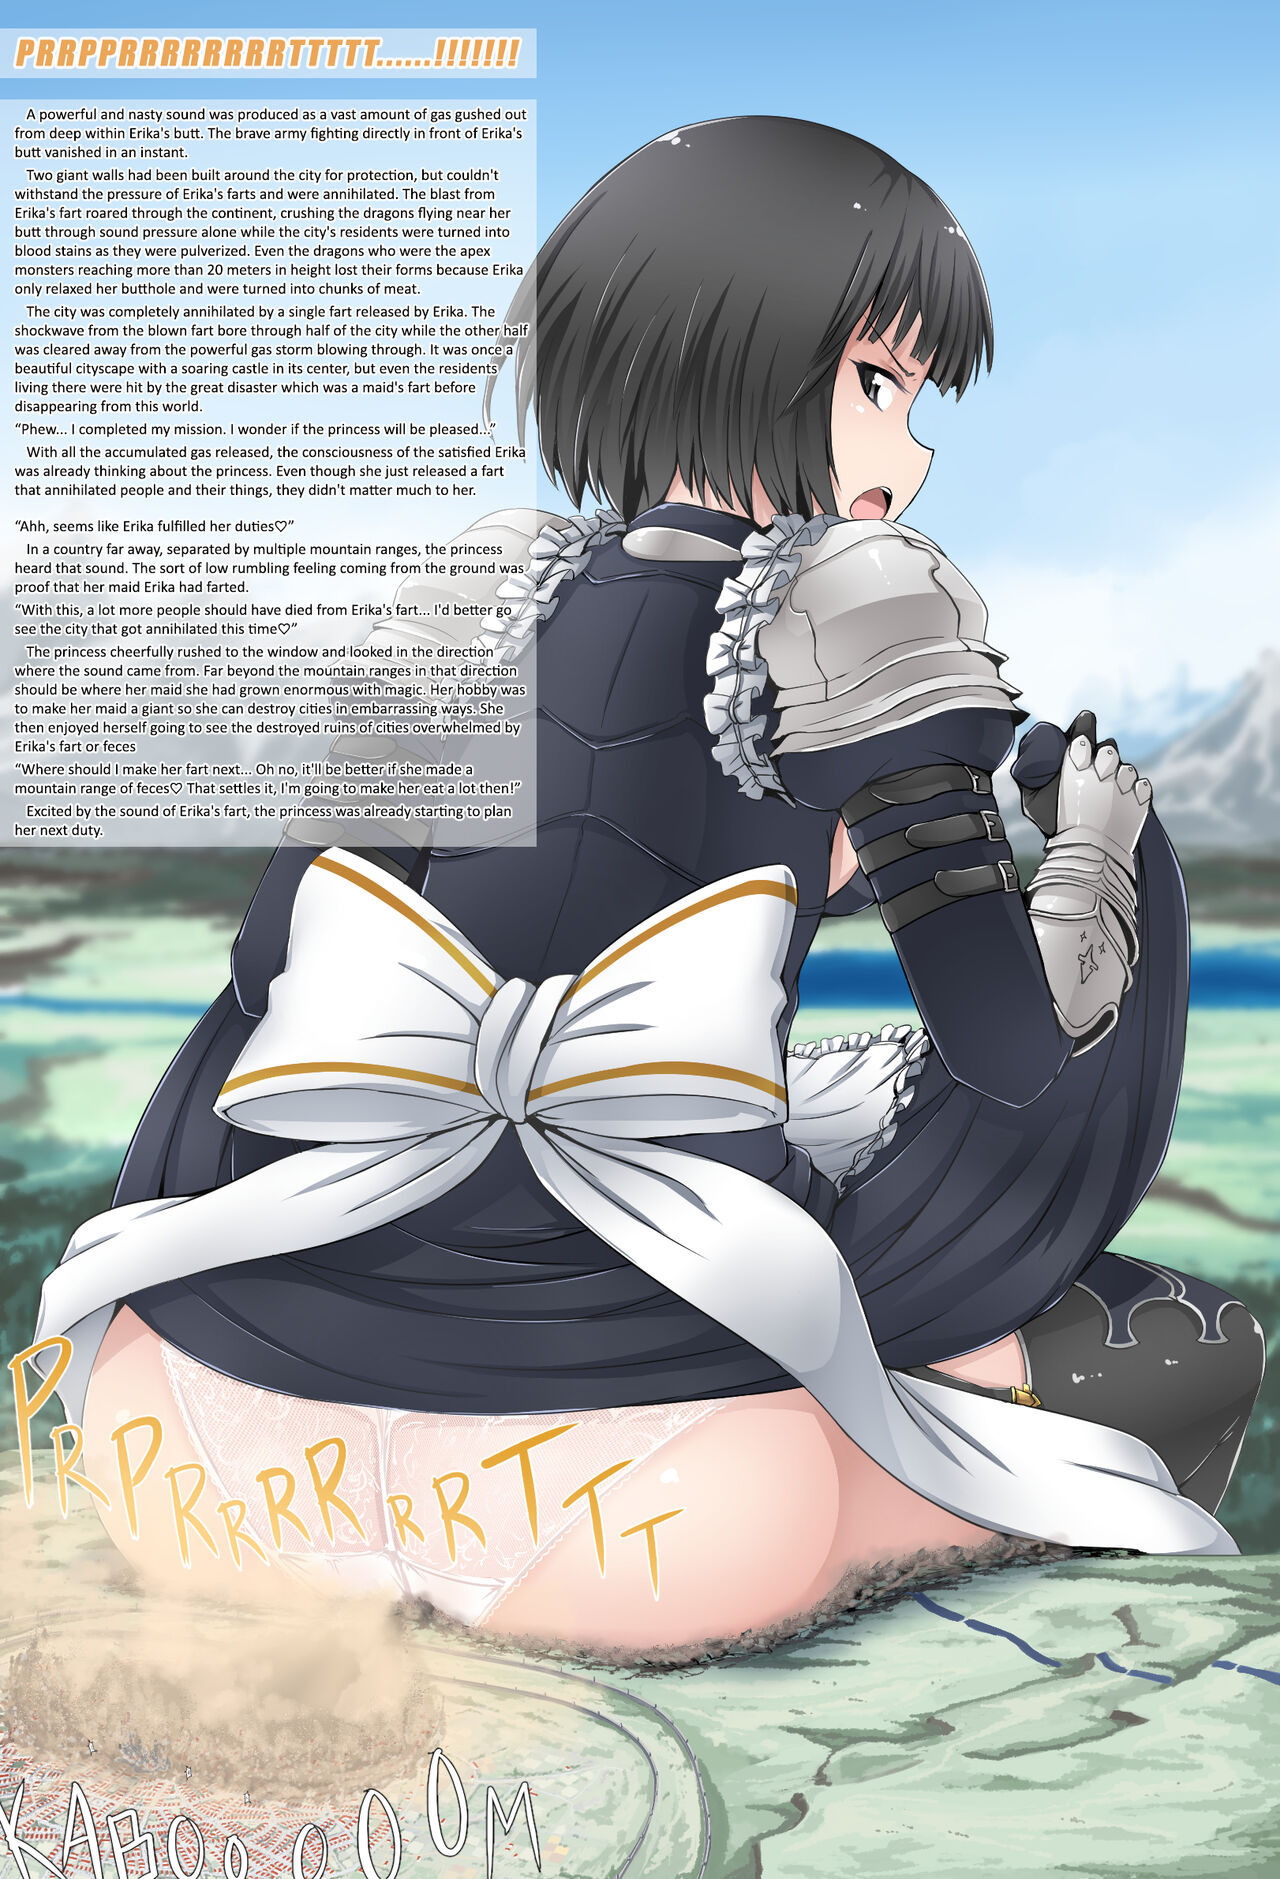 PRRPPRRRRRRRRTTTTT......!!!!!!!
A powerful and nasty sound was produced as a vast amount of gas gushed out
from deep within Erika's butt. The brave army fighting directly in front of Erika's
butt vanished in an instant.
Two giant walls had been built around the city for protection, but couldn't
withstand the pressure of Erika's farts and were annihilated. The blast from
Erika's fart roared through the continent, crushing the dragons flying near her
butt through sound pressure alone while the city's residents were turned into
blood stains as they were pulverized. Even the dragons who were the apex
monsters reaching more than 20 meters in height lost their forms because Erika
only relaxed her butthole and were turned into chunks of meat.
The city was completely annihilated by a single fart released by Erika. The
shockwave from the blown fart bore through half of the city while the other half
was cleared away from the powerful gas storm blowing through. It was once a
beautiful cityscape with a soaring castle in its center, but even the residents
living there were hit by the great disaster which was a maid's fart before
disappearing from this world.
“Phew... I completed my mission. I wonder if the princess will be pleased...”
With all the accumulated gas released, the consciousness of the satisfied Erika
was already thinking about the princess. Even though she just released a fart
that annihilated people and their things, they didn't matter much to her.
“Ahh, seems like Erika fulfilled her duties♡”
In a country far away, separated by multiple mountain ranges, the princess
heard that sound. The sort of low rumbling feeling coming from the ground was
proof that her maid Erika had farted.
“With this, a lot more people should have died from Erika's fart... I'd better go
see the city that got annihilated this time♡”
The princess cheerfully rushed to the window and looked in the direction
where the sound came from. Far beyond the mountain ranges in that direction
should be where her maid she had grown enormous with magic. Her hobby was
to make her maid a giant so she can destroy cities in embarrassing ways. She
then enjoyed herself going to see the destroyed ruins of cities overwhelmed by
Erika's fart or feces
“Where should I make her fart next... Oh no, it'll be better if she made a
mountain range of feces♡ That settles it, I'm going to make her eat a lot then!”
Excited by the sound of Erika's fart, the princess was already starting to plan
her next duty.
PRPRRRRRRTTT
KABOOOOOOM